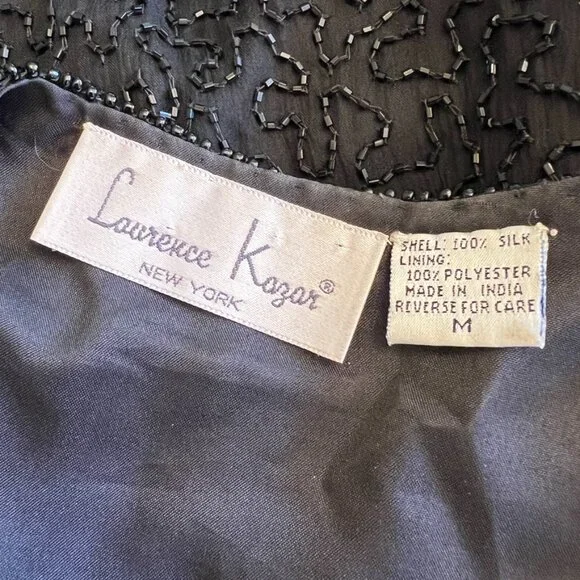 Laurence Kazar®
NEW YORK
SHELL: 100% SILK
LINING:
100% POLYESTER
MADE IN INDIA
REVERSE FOR CARE
M